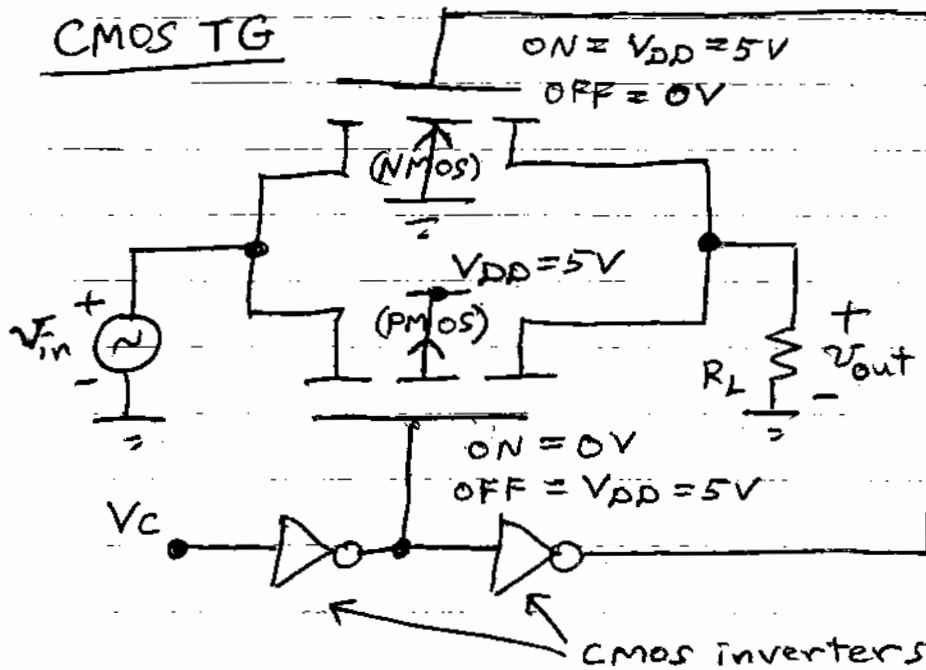 CMOS TG
ON = VDD = 5V
OFF = 0V
(NMOS)
VDD = 5V
(PMOS)
+
vin
-
+
RL
vout
-
ON = 0V
OFF = VDD = 5V
VC
CMOS inverters